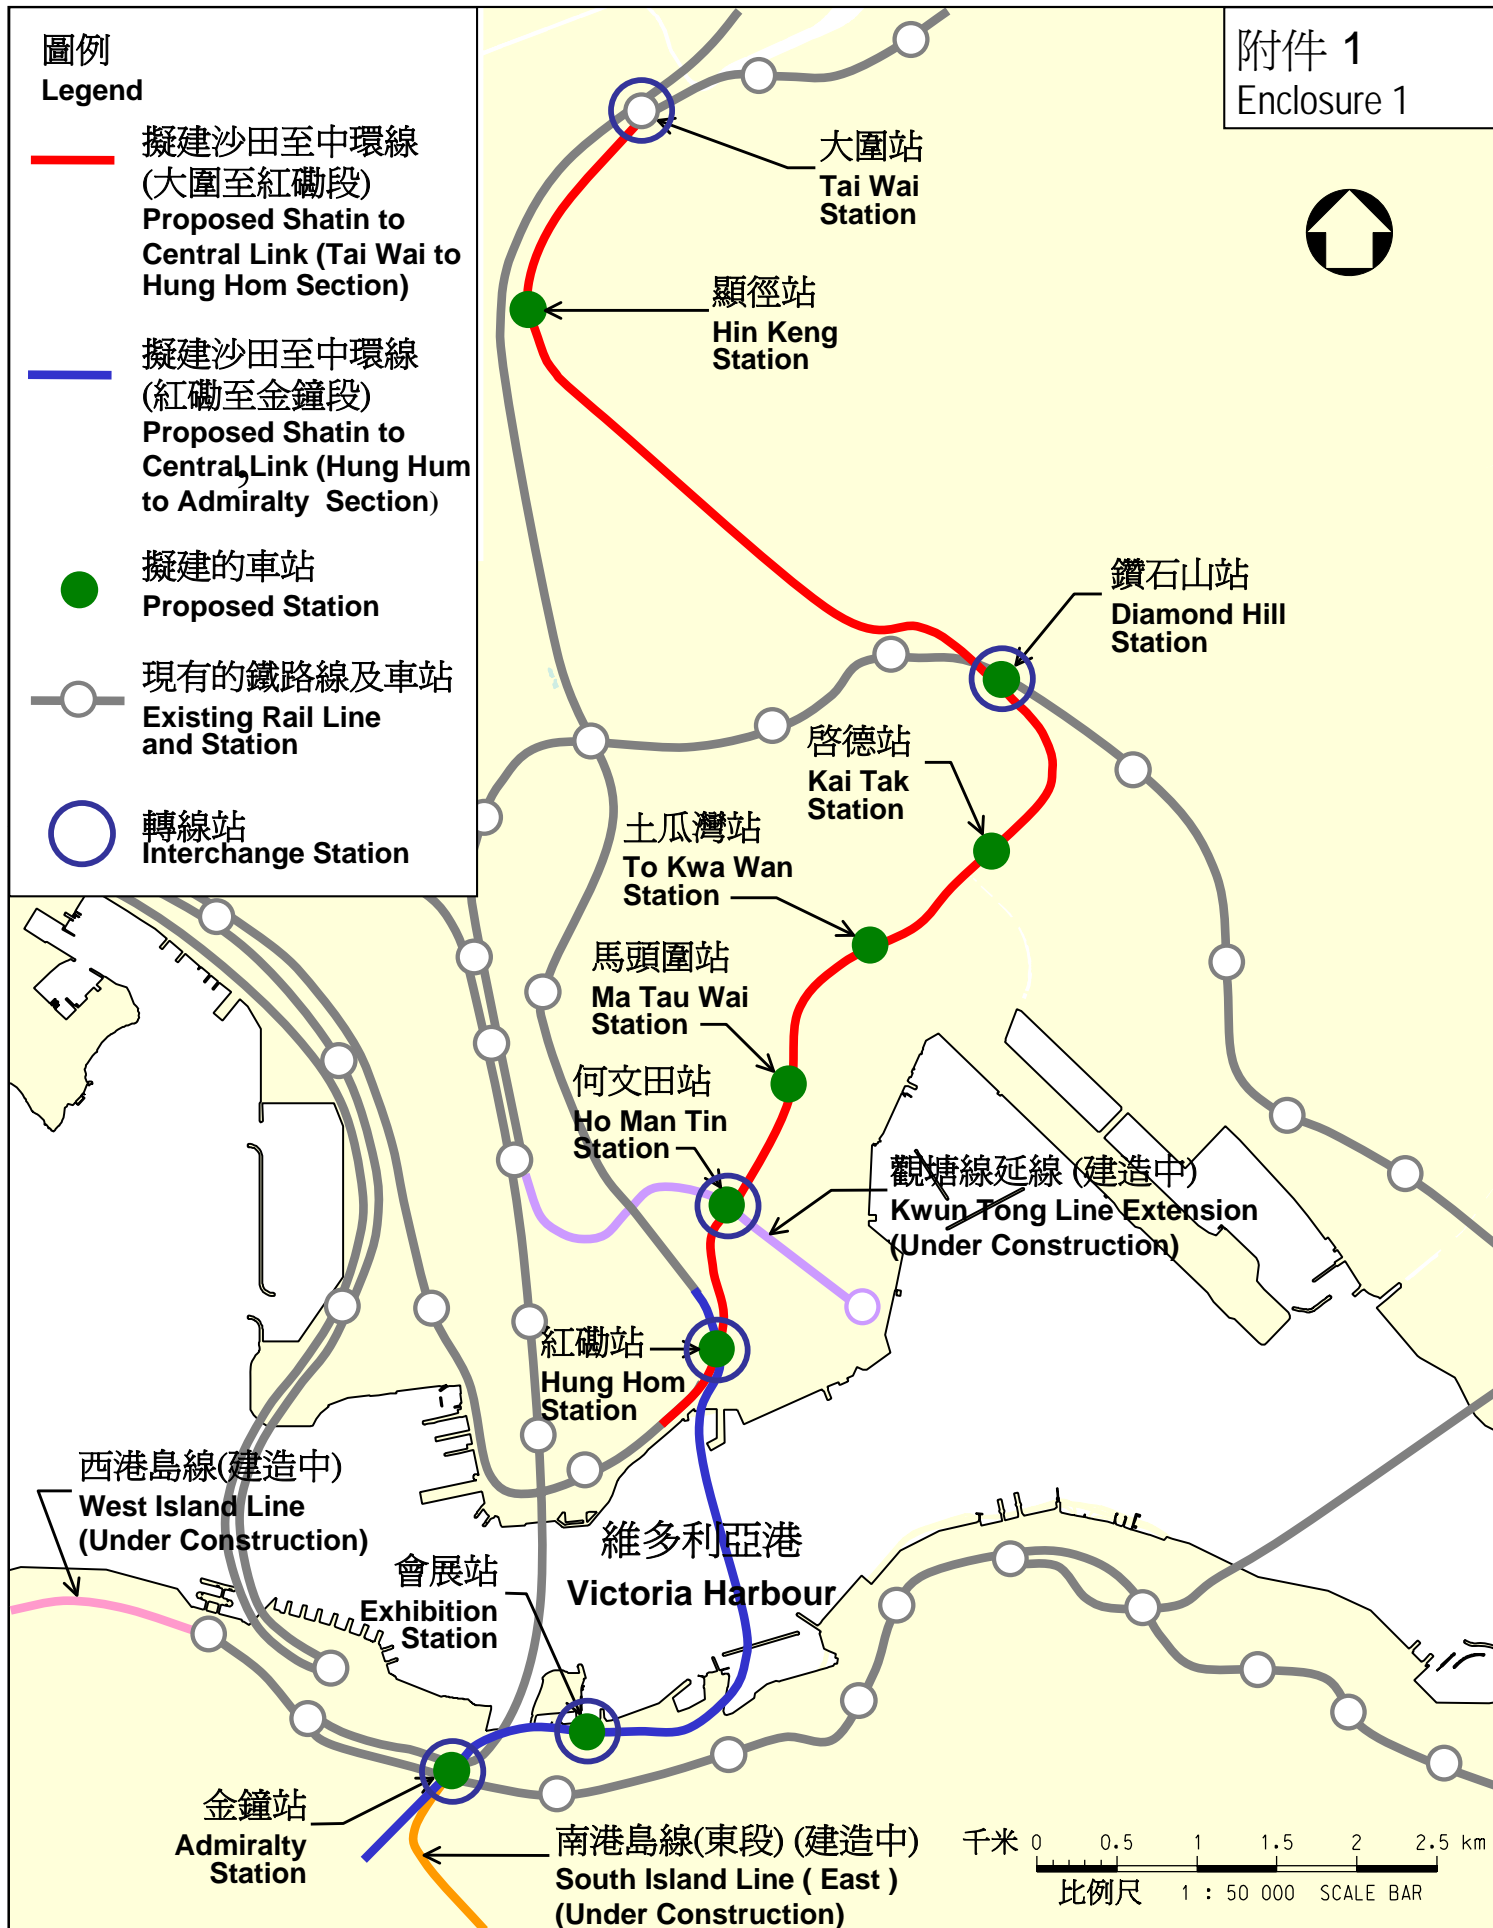 圖例
Legend
擬建沙田至中環線
(大圍至紅磡段)
Proposed Shatin to
Central Link (Tai Wai to
Hung Hom Section)
擬建沙田至中環線
(紅磡至金鐘段)
Proposed Shatin to
Central,Link (Hung Hum
to Admiralty Section)
擬建的車站
Proposed Station
現有的鐵路線及車站
Existing Rail Line
and Station
轉線站
Interchange Station
附件 1
Enclosure 1
大圍站
Tai Wai
Station
顯徑站
Hin Keng
Station
鑽石山站
Diamond Hill
Station
啓德站
Kai Tak
Station
土瓜灣站
To Kwa Wan
Station
馬頭圍站
Ma Tau Wai
Station
何文田站
Ho Man Tin
Station
觀塘線延線 (建造中)
Kwun Tong Line Extension
(Under Construction)
紅磡站
Hung Hom
Station
西港島線(建造中)
West Island Line
(Under Construction)
維多利亞港
Victoria Harbour
會展站
Exhibition
Station
金鐘站
Admiralty
Station
南港島線(東段) (建造中)
South Island Line ( East )
(Under Construction)
千米 0 0.5 1 1.5 2 2.5 km
比例尺 1 : 50 000 SCALE BAR